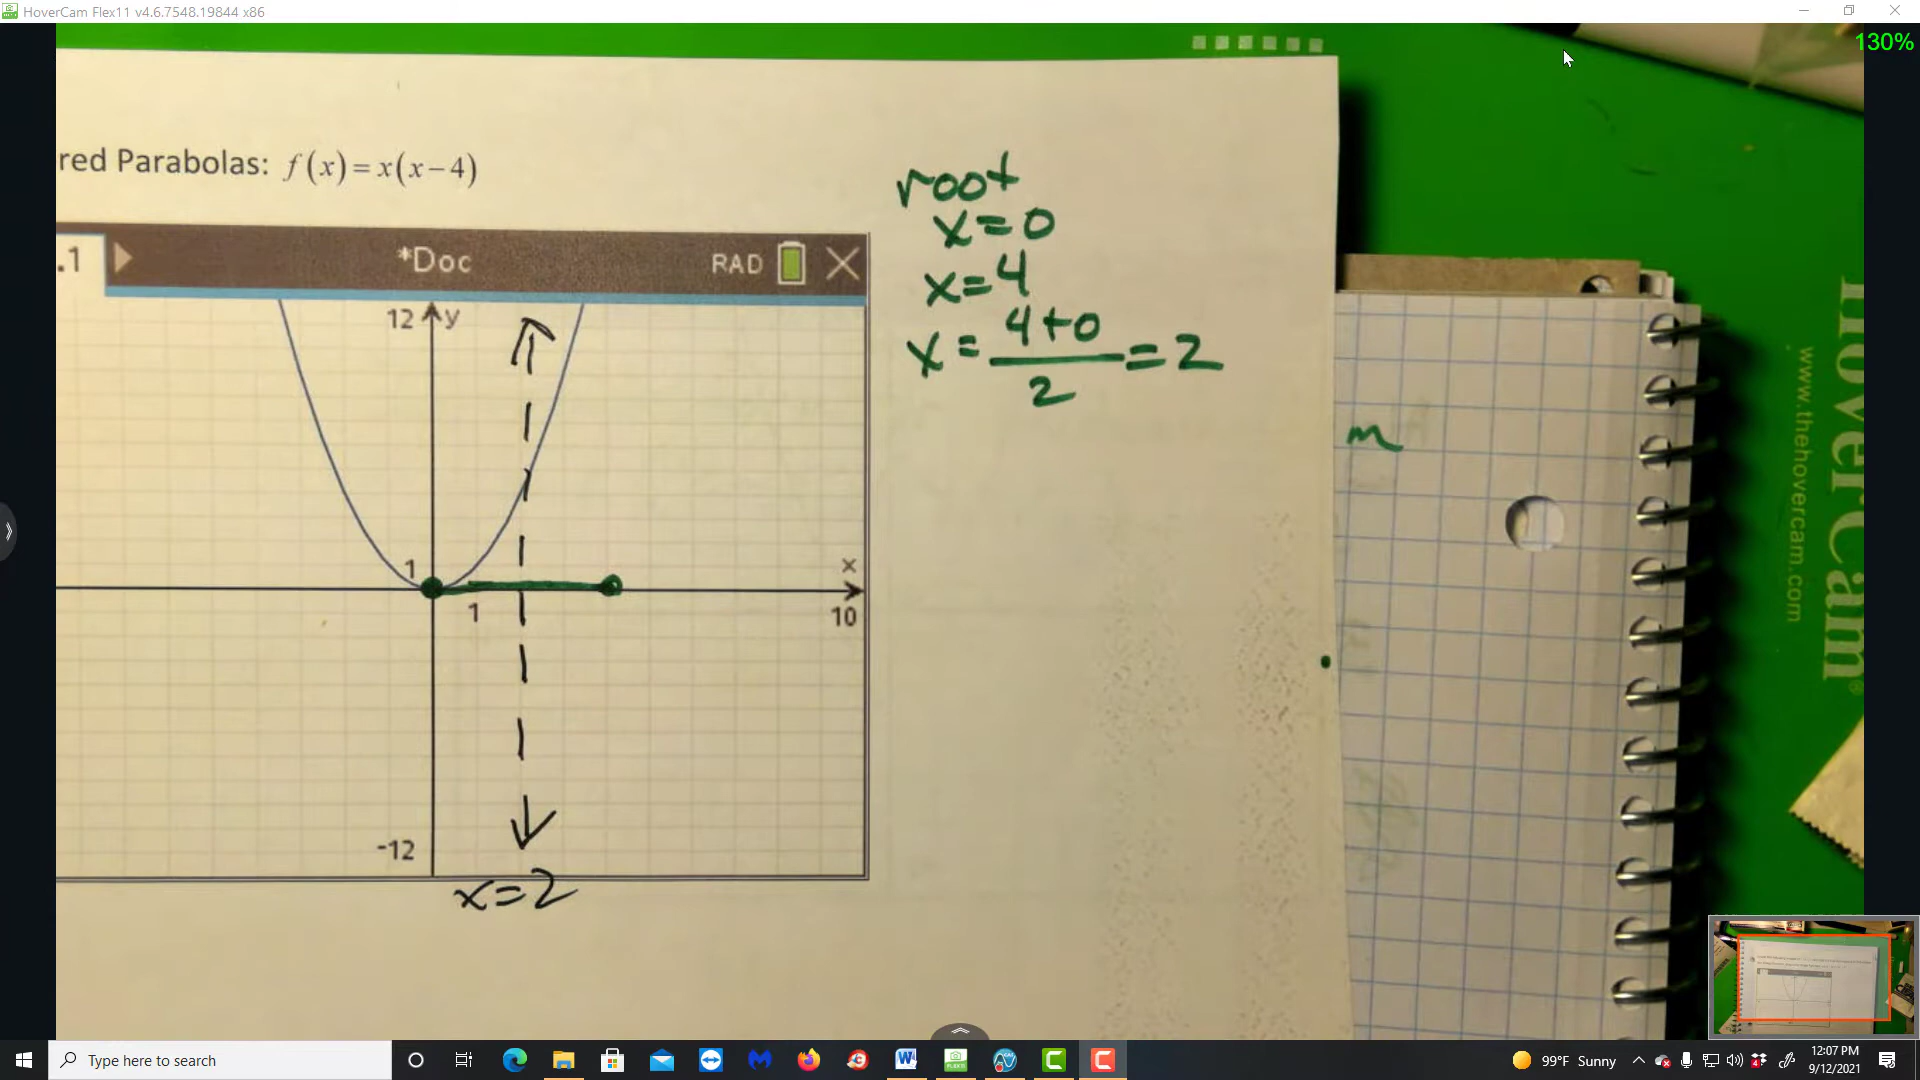 HoverCam Flex11 v4.6.7548.19844 x86
130%
red Parabolas: f(x)=x(x−4)
root
x=0
x=4
x = 4+0 / 2 = 2
.1
*Doc
RAD
12
y
1
x
1
10
-12
x=2
m
HoverCam®
www.thehovercam.com
Type here to search
99°F Sunny
12:07 PM
9/12/2021